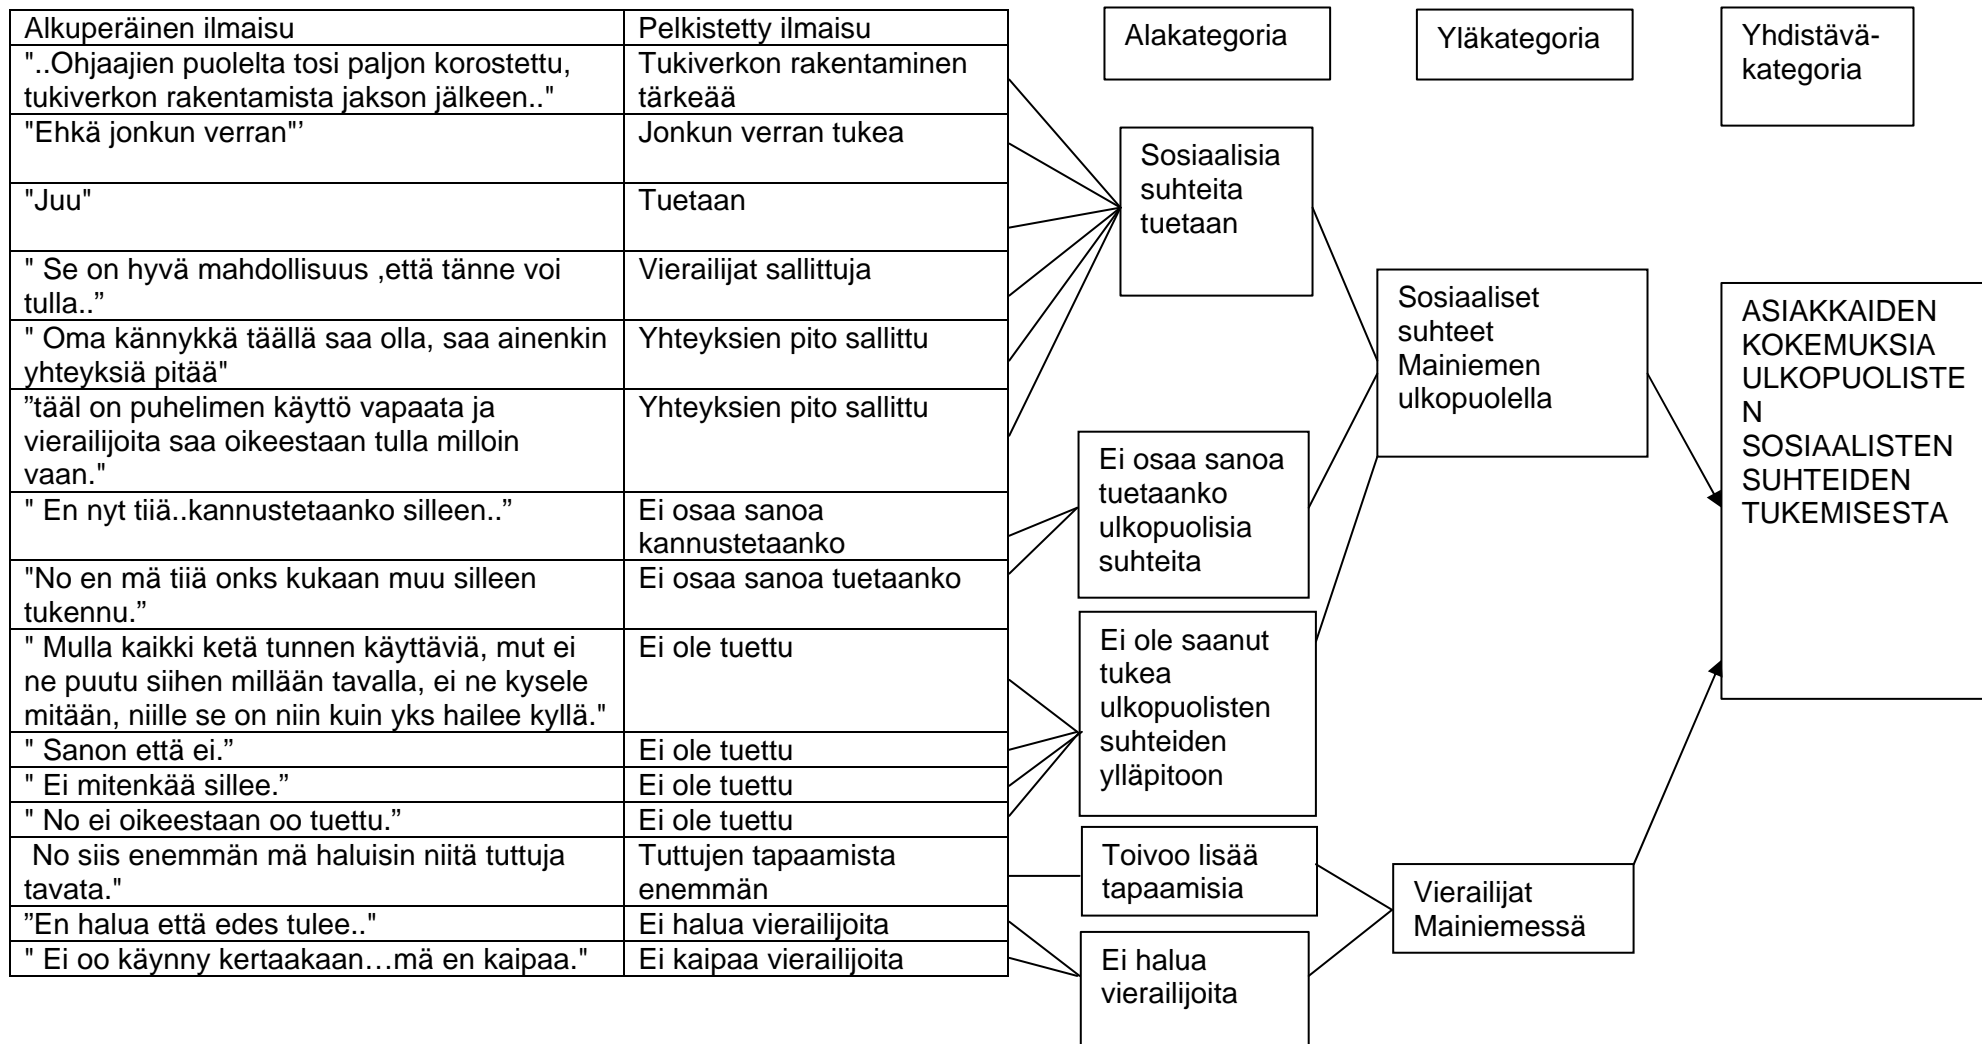 Alkuperäinen ilmaisu
Pelkistetty ilmaisu
"..Ohjaajien puolelta tosi paljon korostettu,
tukiverkon rakentamista jakson jälkeen.."
Tukiverkon rakentaminen
tärkeää
"Ehkä jonkun verran"’
Jonkun verran tukea
"Juu"
Tuetaan
" Se on hyvä mahdollisuus ,että tänne voi
tulla..”
Vierailijat sallittuja
" Oma kännykkä täällä saa olla, saa ainenkin
yhteyksiä pitää"
Yhteyksien pito sallittu
”tääl on puhelimen käyttö vapaata ja
vierailijoita saa oikeestaan tulla milloin
vaan."
Yhteyksien pito sallittu
" En nyt tiiä..kannustetaanko silleen..”
Ei osaa sanoa
kannustetaanko
"No en mä tiiä onks kukaan muu silleen
tukennu.”
Ei osaa sanoa tuetaanko
" Mulla kaikki ketä tunnen käyttäviä, mut ei
ne puutu siihen millään tavalla, ei ne kysele
mitään, niille se on niin kuin yks hailee kyllä."
Ei ole tuettu
" Sanon että ei.”
Ei ole tuettu
" Ei mitenkää sillee.”
Ei ole tuettu
" No ei oikeestaan oo tuettu.”
Ei ole tuettu
No siis enemmän mä haluisin niitä tuttuja
tavata."
Tuttujen tapaamista
enemmän
”En halua että edes tulee.."
Ei halua vierailijoita
" Ei oo käynny kertaakaan…mä en kaipaa."
Ei kaipaa vierailijoita
Alakategoria
Sosiaalisia
suhteita
tuetaan
Ei osaa sanoa
tuetaanko
ulkopuolisia
suhteita
Ei ole saanut
tukea
ulkopuolisten
suhteiden
ylläpitoon
Toivoo lisää
tapaamisia
Ei halua
vierailijoita
Yläkategoria
Sosiaaliset
suhteet
Mainiemen
ulkopuolella
Vierailijat
Mainiemessä
Yhdistävä-
kategoria
ASIAKKAIDEN
KOKEMUKSIA
ULKOPUOLISTE
N
SOSIAALISTEN
SUHTEIDEN
TUKEMISESTA